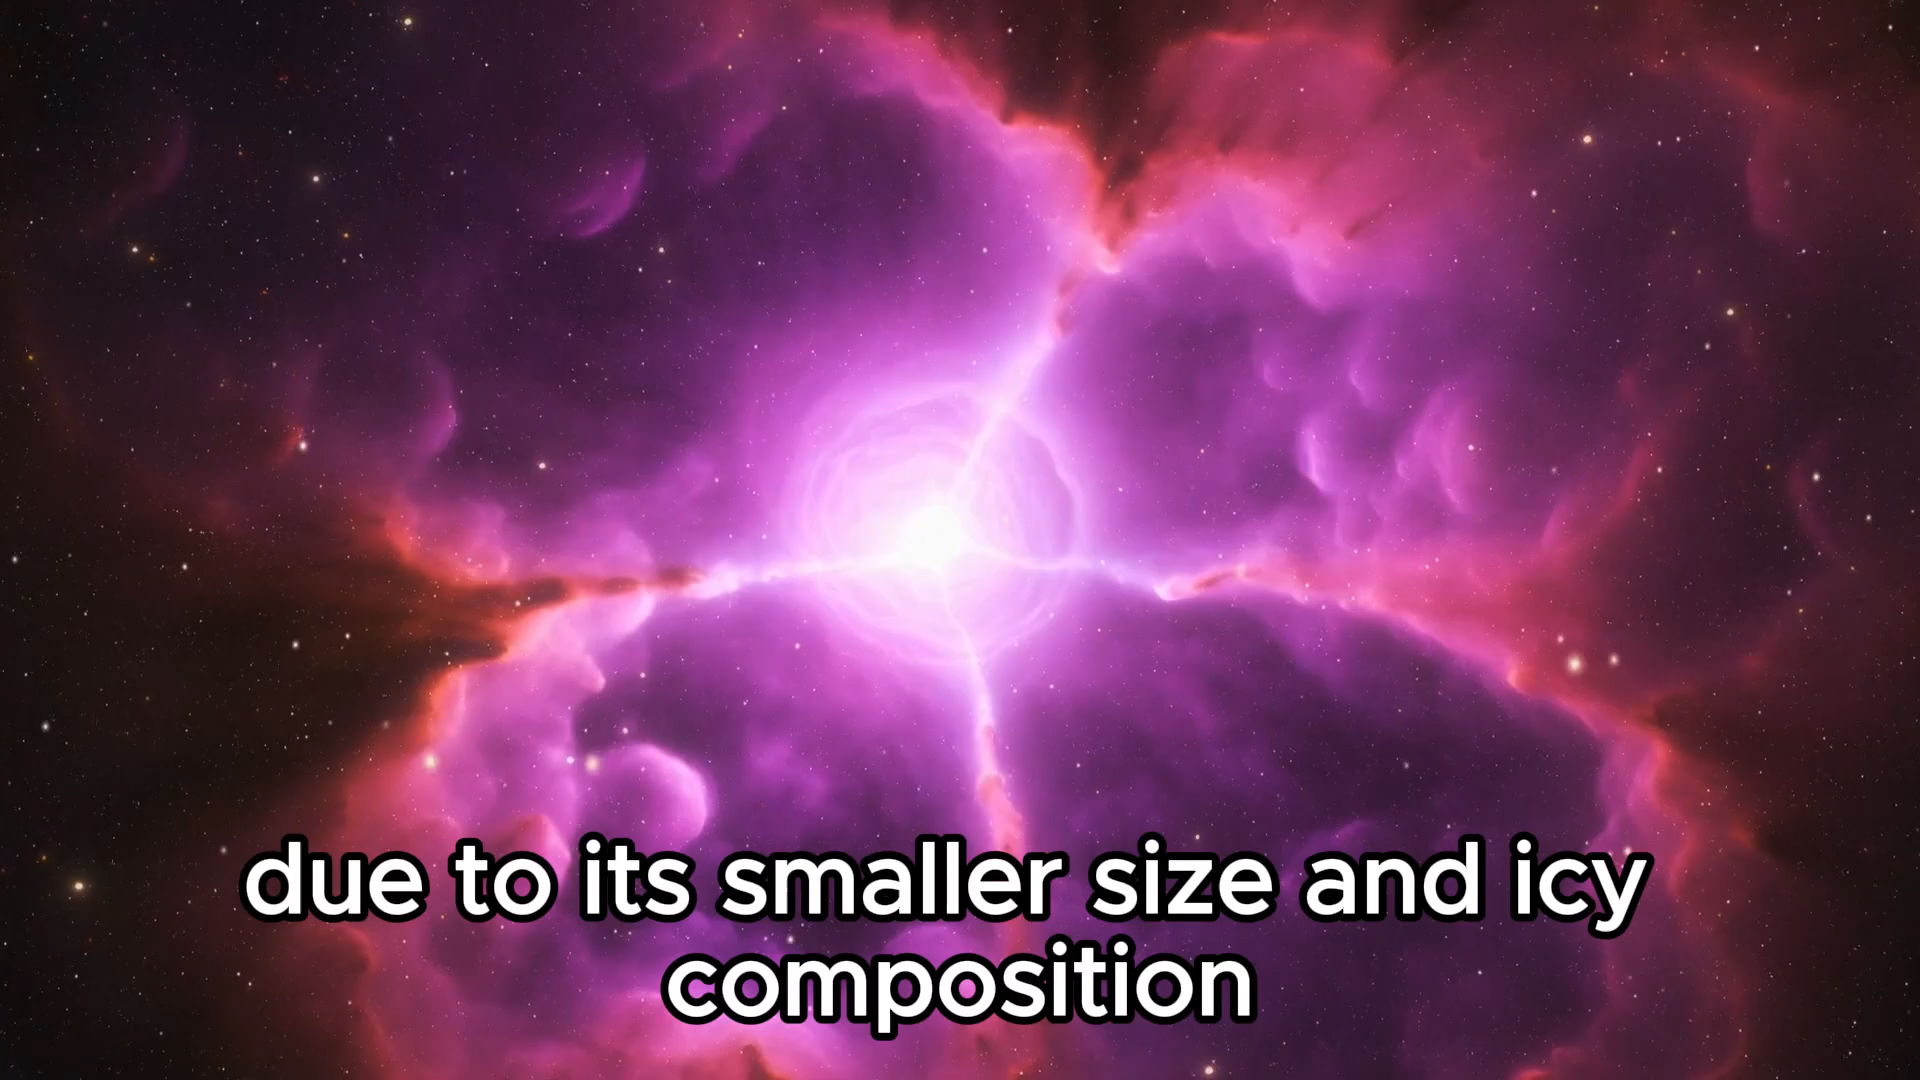 due to its smaller size and icy
composition